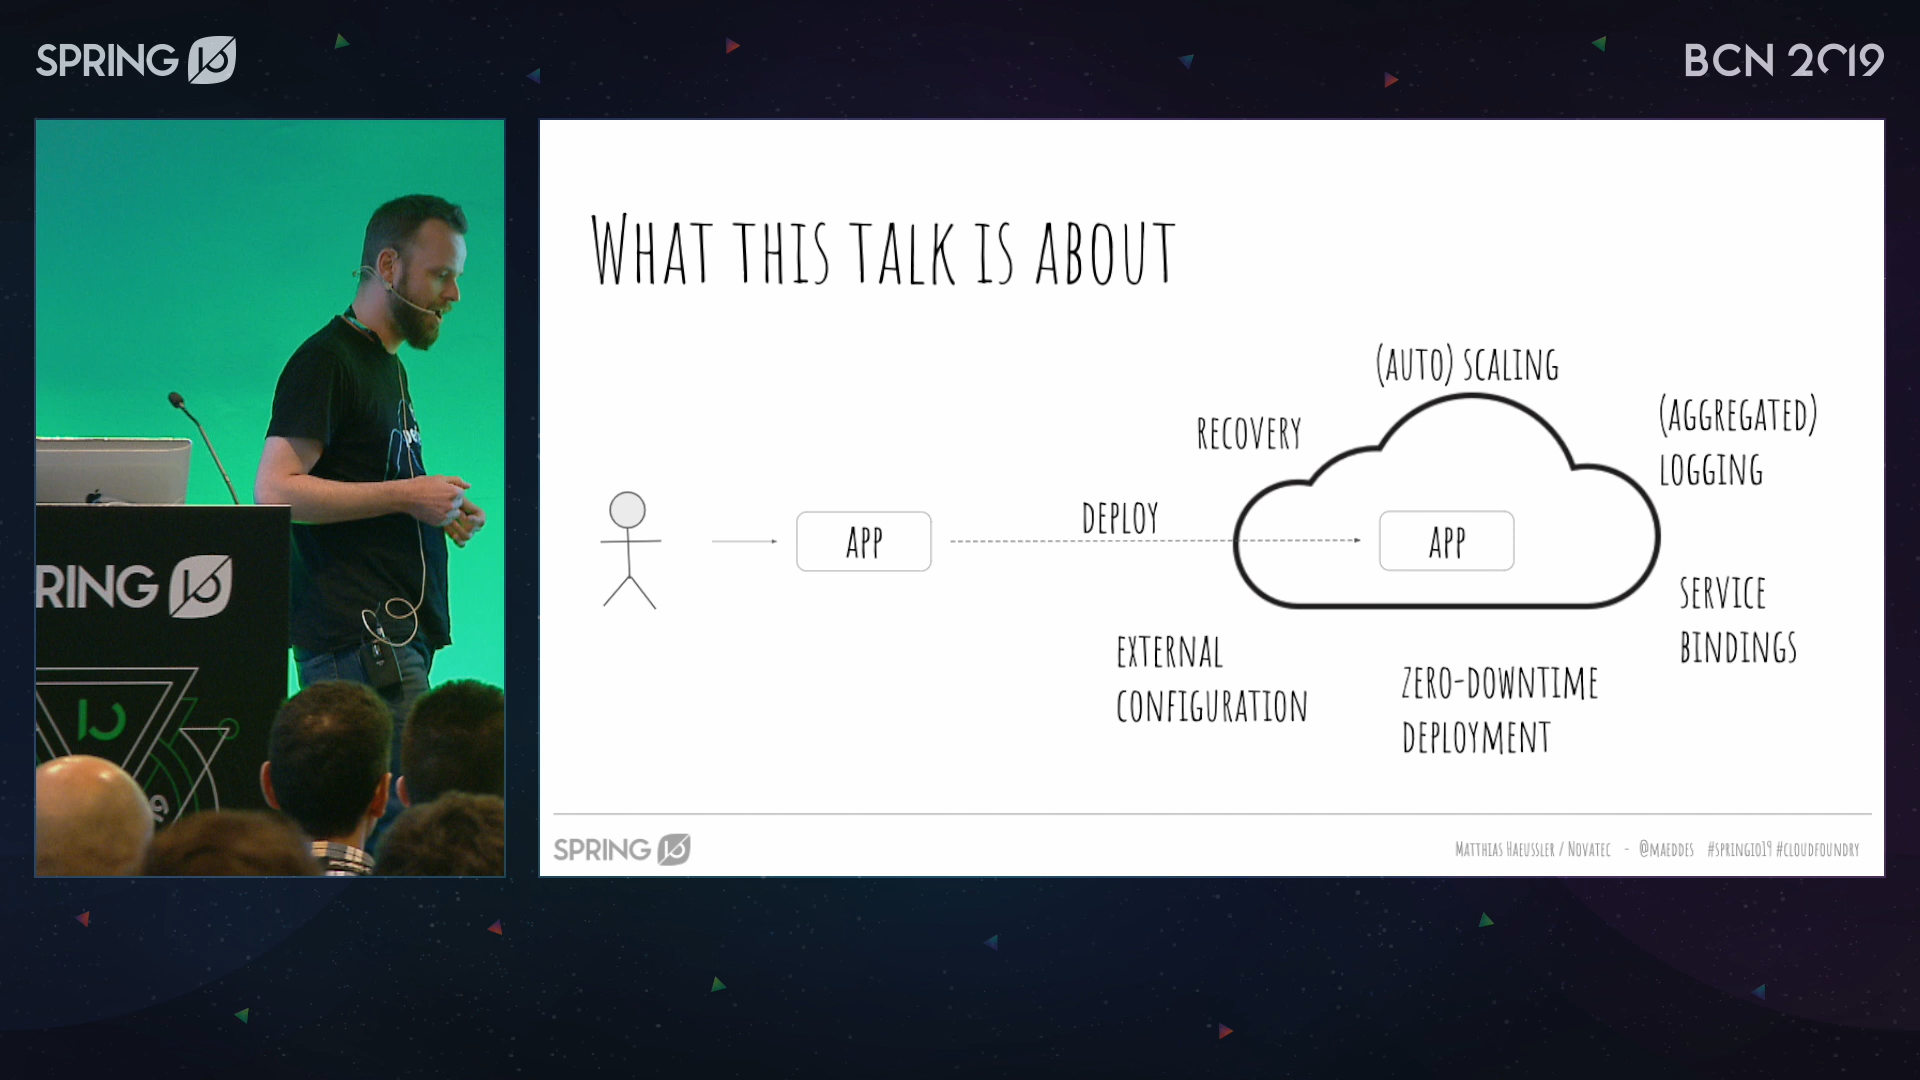 SPRING IO
BCN 2019
WHAT THIS TALK IS ABOUT
(AUTO) SCALING
(AGGREGATED)
LOGGING
RECOVERY
DEPLOY
APP
APP
SERVICE
BINDINGS
EXTERNAL
CONFIGURATION
ZERO-DOWNTIME
DEPLOYMENT
SPRING IO
MATTHIAS HAEUSSLER / NOVATEC - @MAEDDES #SPRINGIO19 #CLOUDFOUNDRY
RING IO
IO